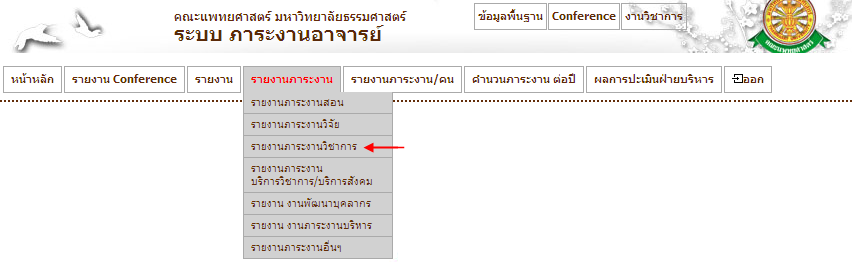 คณะแพทยศาสตร์ มหาวิทยาลัยธรรมศาสตร์
ระบบ ภาระงานอาจารย์
ข้อมูลพื้นฐาน Conference งานวิชาการ
คณะแพทยศาสตร์
หน้าหลัก รายงาน Conference รายงาน รายงานภาระงาน รายงานภาระงาน/คน คำนวนภาระงาน ต่อปี ผลการประเมินฝ่ายบริหาร ออก
รายงานภาระงานสอน
รายงานภาระงานวิจัย
รายงานภาระงานวิชาการ
รายงานภาระงาน
บริการวิชาการ/บริการสังคม
รายงาน งานพัฒนาบุคลากร
รายงาน งานภาระงานบริหาร
รายงานภาระงานอื่นๆ